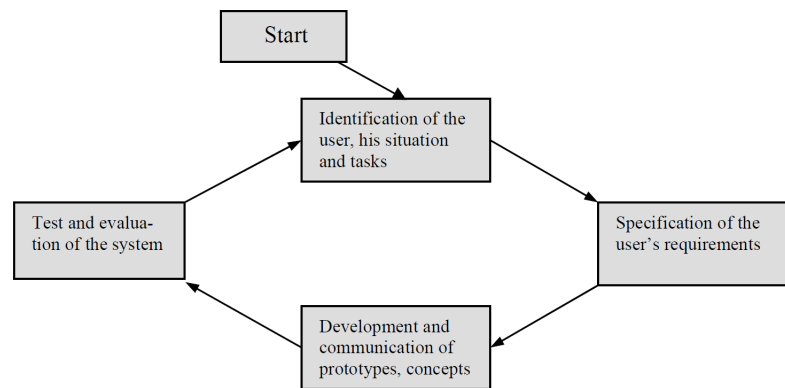 Start
Identification of the
user, his situation
and tasks
Test and evalua-
tion of the system
Specification of the
user's requirements
Development and
communication of
prototypes, concepts